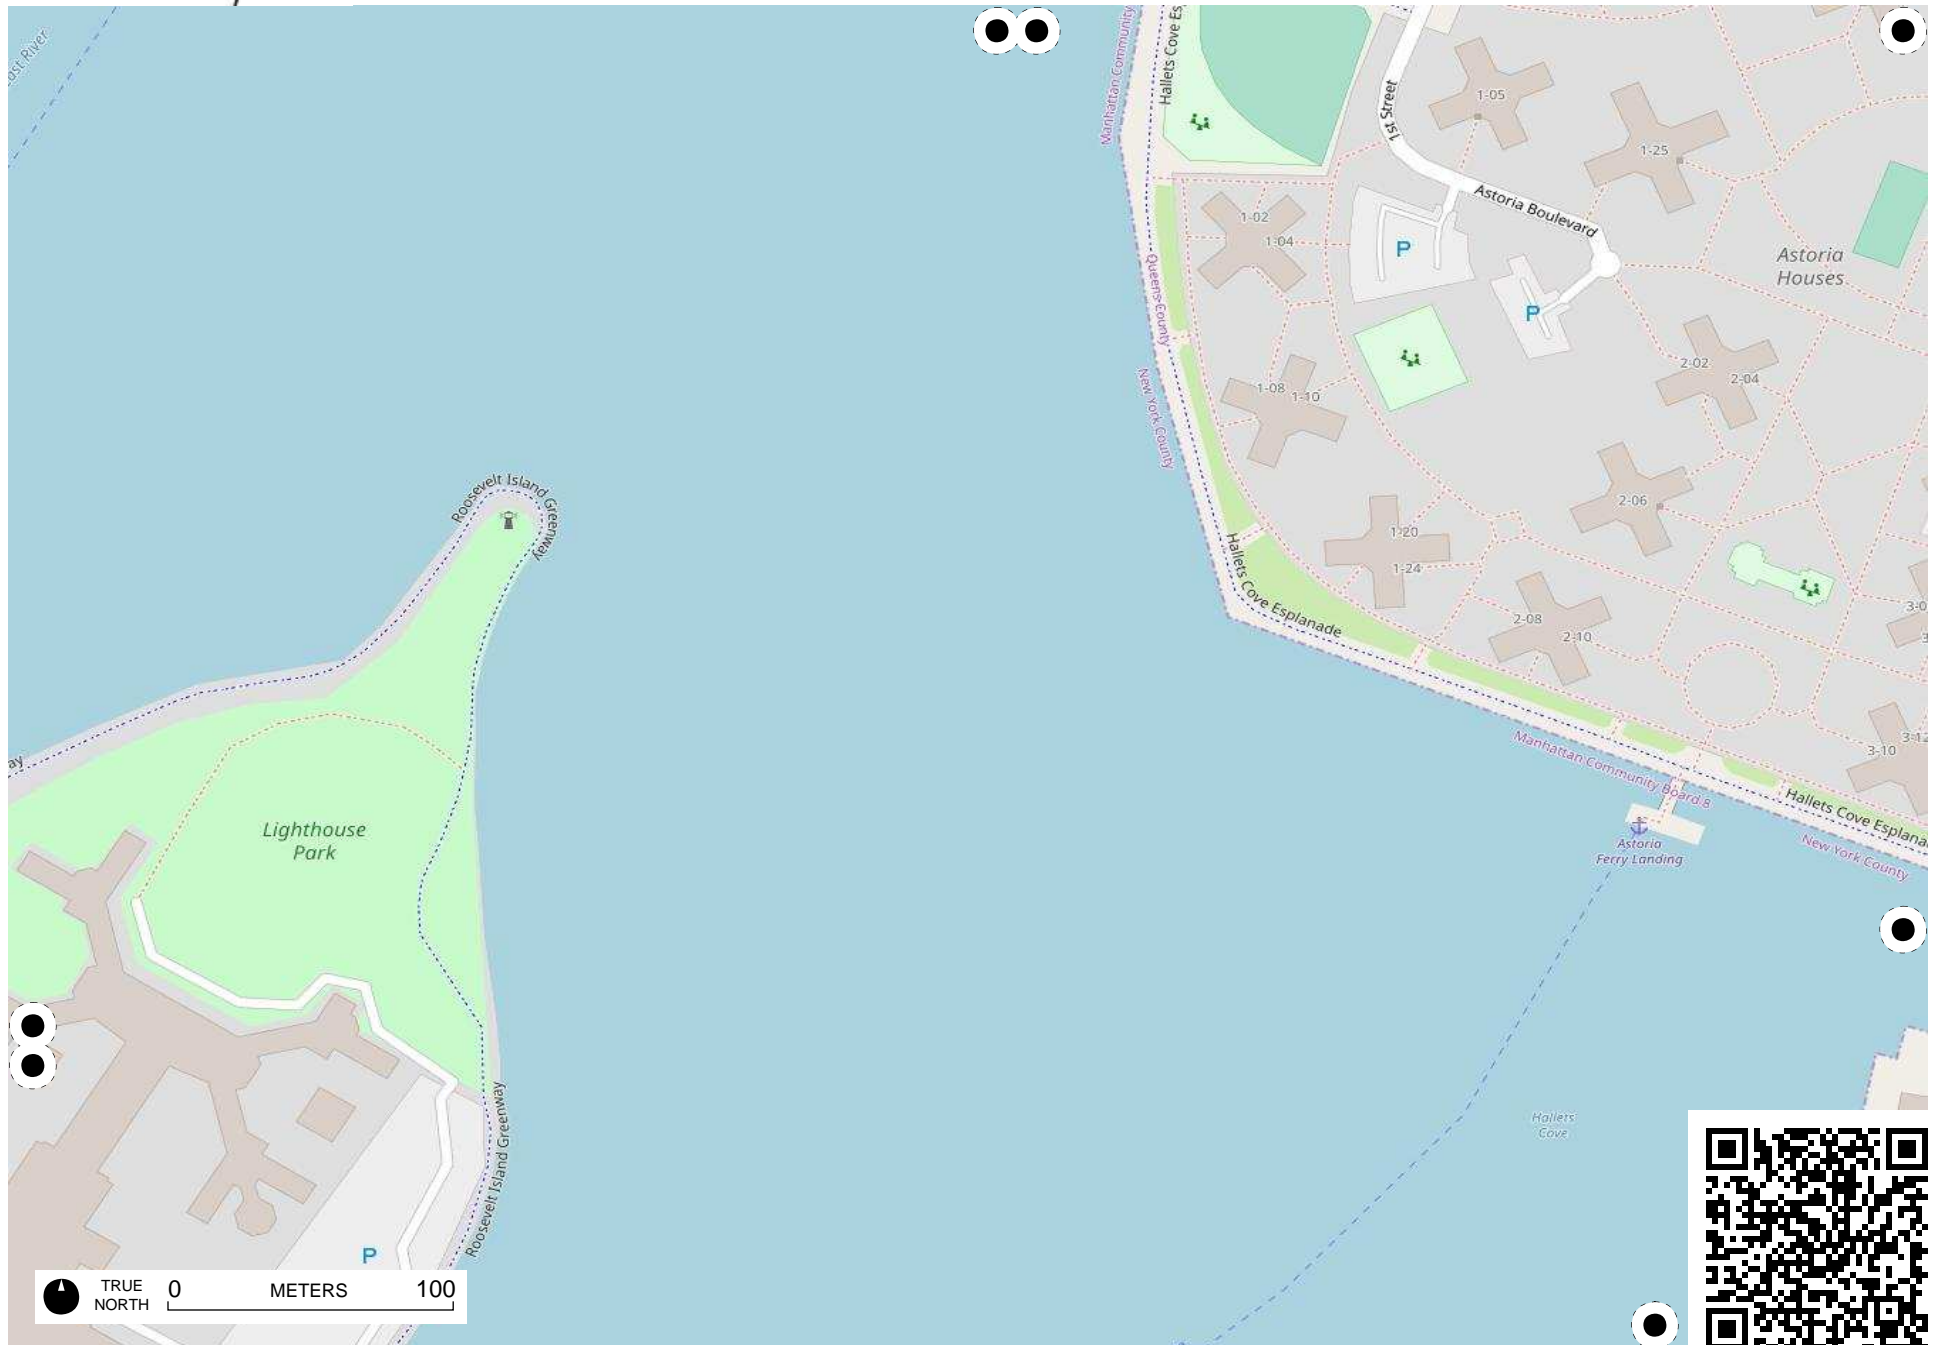 Hallets Cove Es
Manhattan Community
1st Street
1-05
1-25
Astoria Boulevard
1-02
1-04
P
Astoria
Houses
Queens County
P
New York County
2-02
2-04
1-08
1-10
Roosevelt Island Greenway
2-06
1-20
1-24
Hallets Cove Esplanade
2-08
2-10
3-10
3-12
Manhattan Community Board 8
Hallets Cove Esplana
Astoria
Ferry Landing
New York County
ay
Lighthouse
Park
Hallets
Cove
Roosevelt Island Greenway
P
TRUE
NORTH
0 METERS 100